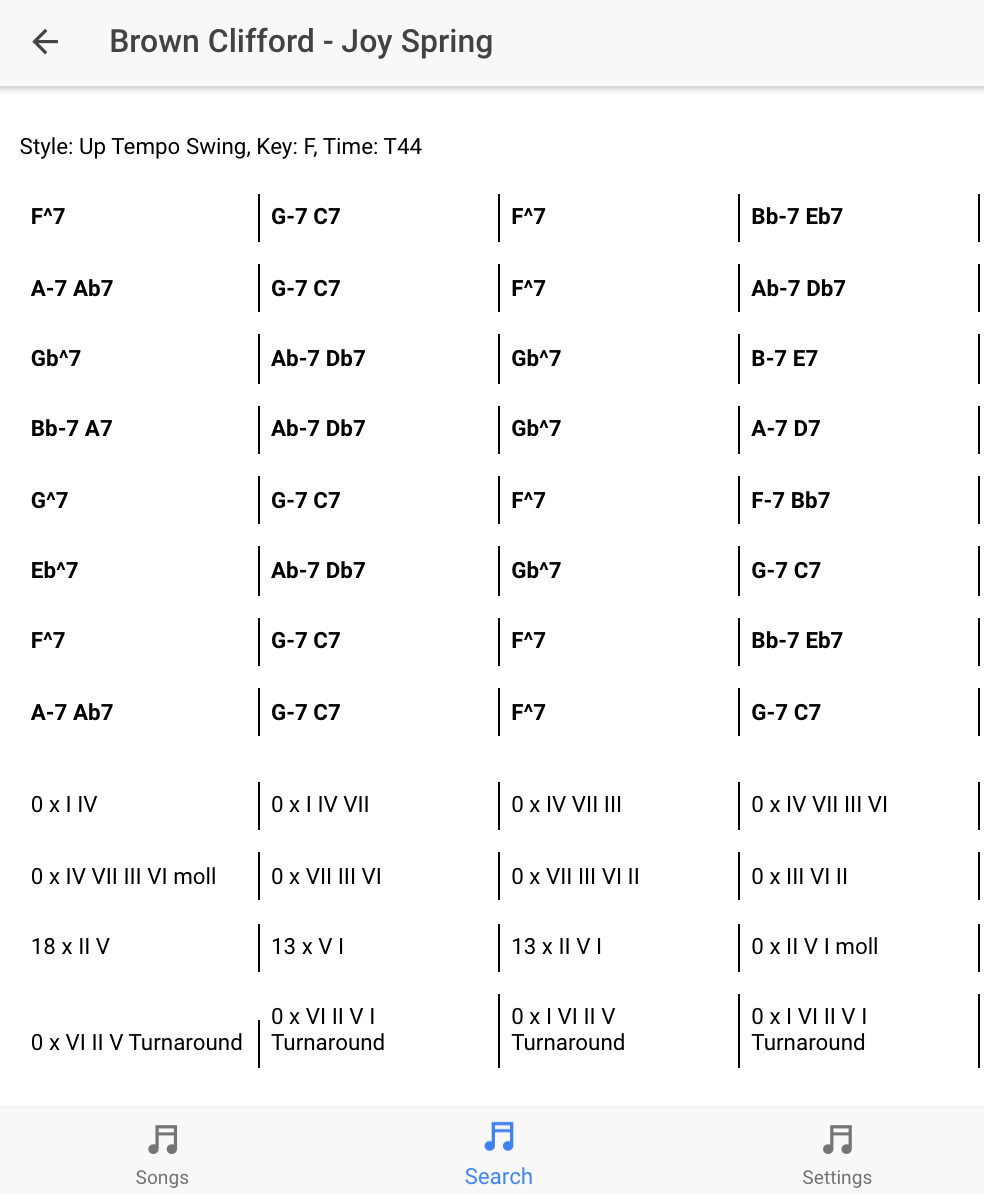 Brown Clifford - Joy Spring
Style: Up Tempo Swing, Key: F, Time: T44
F^7 G-7 C7 F^7 Bb-7 Eb7
A-7 Ab7 G-7 C7 F^7 Ab-7 Db7
Gb^7 Ab-7 Db7 Gb^7 B-7 E7
Bb-7 A7 Ab-7 Db7 Gb^7 A-7 D7
G^7 G-7 C7 F^7 F-7 Bb7
Eb^7 Ab-7 Db7 Gb^7 G-7 C7
F^7 G-7 C7 F^7 Bb-7 Eb7
A-7 Ab7 G-7 C7 F^7 G-7 C7
0 x I IV 0 x I IV VII 0 x IV VII III 0 x IV VII III VI
0 x IV VII III VI moll 0 x VII III VI 0 x VII III VI II 0 x III VI II
18 x II V 13 x V I 13 x II V I 0 x II V I moll
0 x VI II V Turnaround
0 x VI II V I
Turnaround
0 x I VI II V
Turnaround
0 x I VI II V I
Turnaround
Songs Search Settings